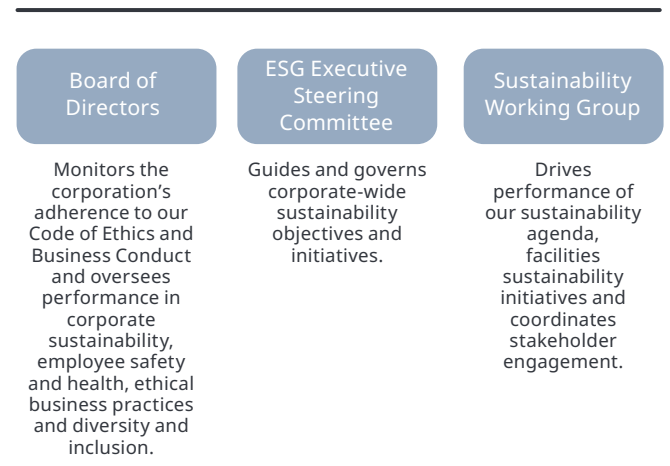 Board of
Directors
ESG Executive
Steering
Committee
Sustainability
Working Group
Monitors the
corporation’s
adherence to our
Code of Ethics and
Business Conduct
and oversees
performance in
corporate
sustainability,
employee safety
and health, ethical
business practices
and diversity and
inclusion.
Guides and governs
corporate-wide
sustainability
objectives and
initiatives.
Drives
performance of
our sustainability
agenda,
facilities
sustainability
initiatives and
coordinates
stakeholder
engagement.